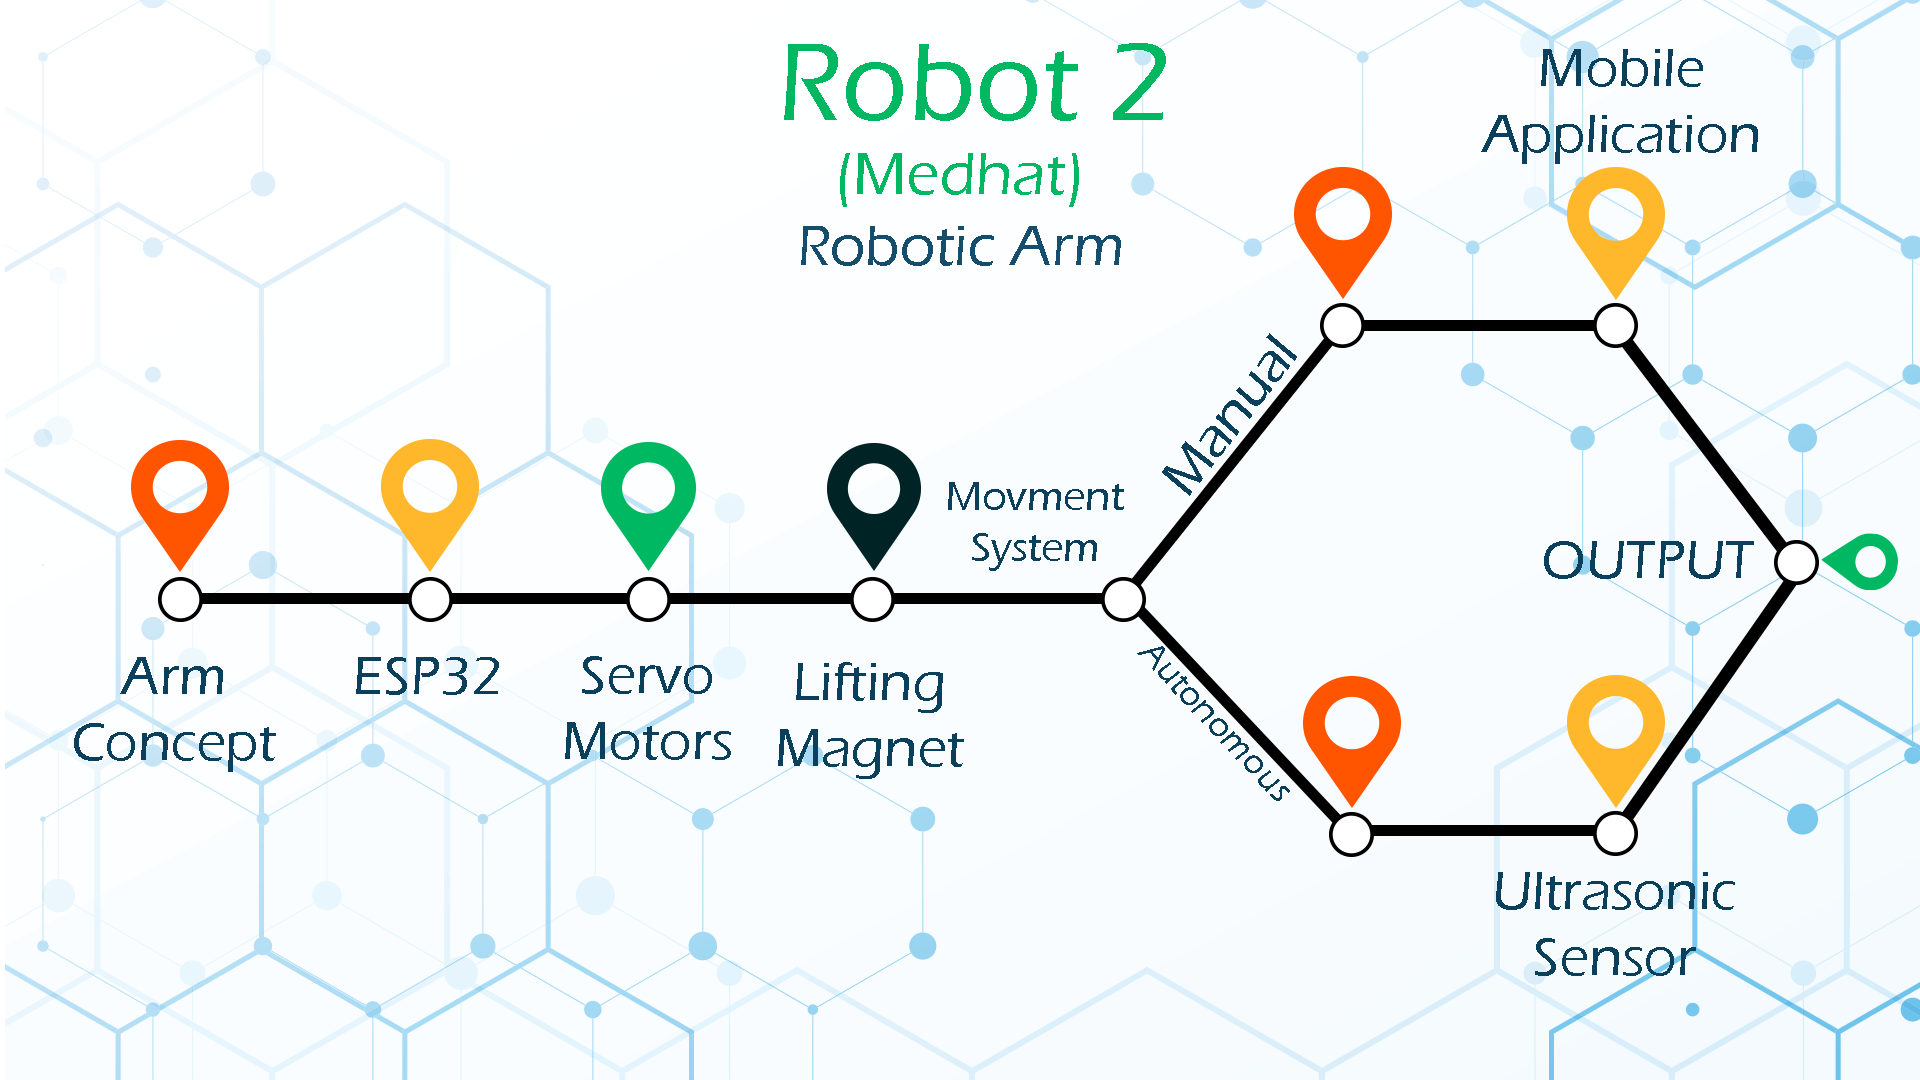 Robot 2
(Medhat)
Robotic Arm
Mobile
Application
Manual
Movment
System
OUTPUT
Autonomous
Arm
Concept
ESP32
Servo
Motors
Lifting
Magnet
Ultrasonic
Sensor